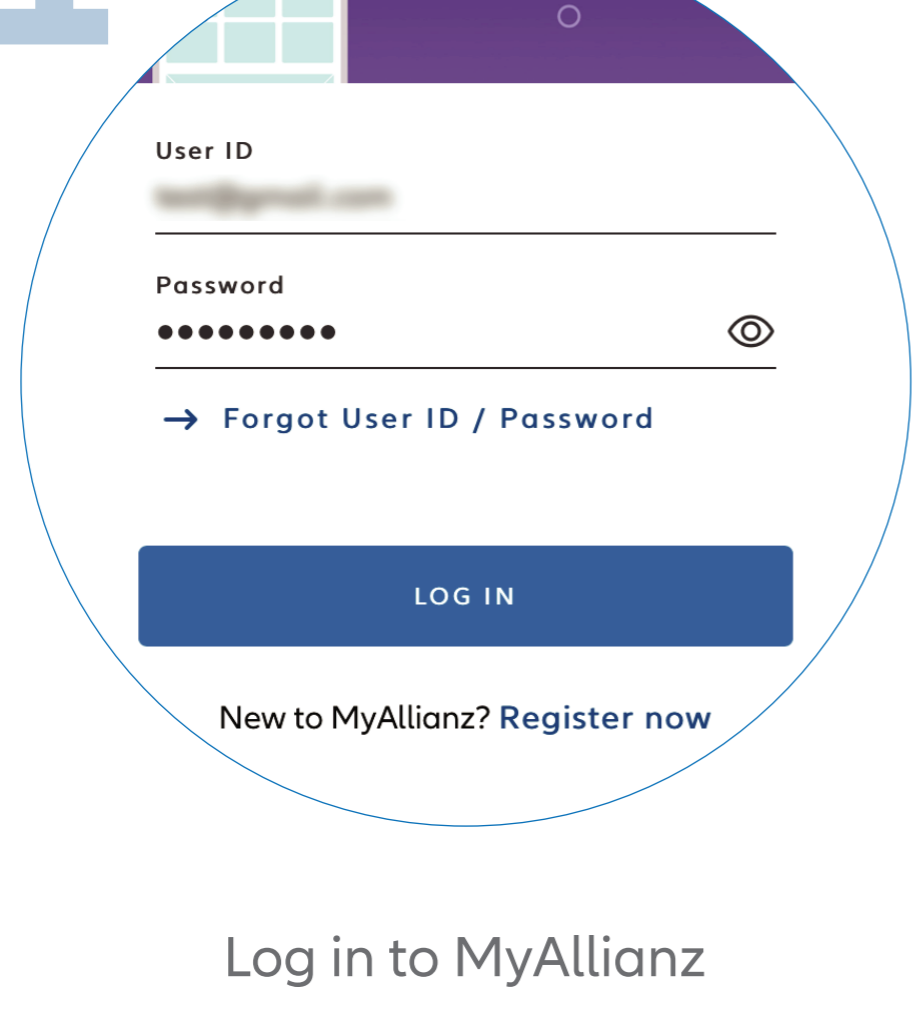 User ID
Password
Forgot User ID / Password
LOG IN
New to MyAllianz? Register now
Log in to MyAllianz